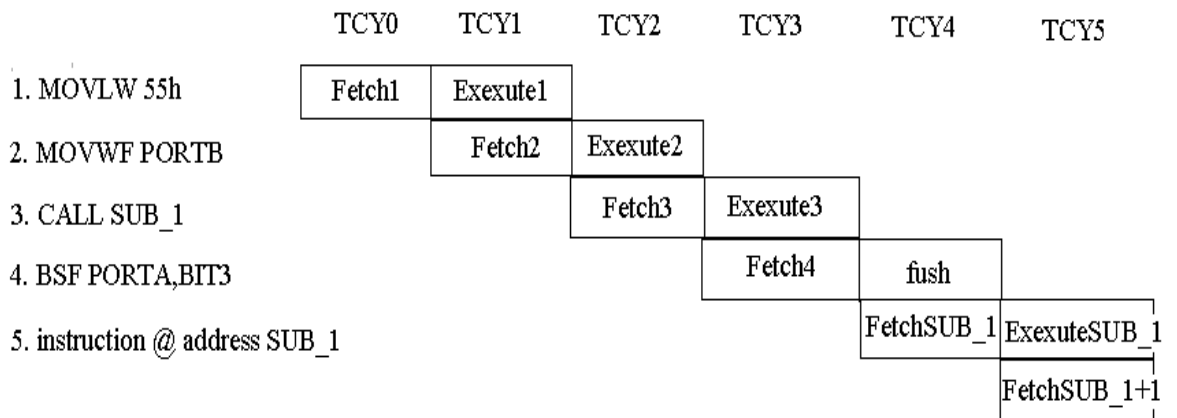 TCY0 TCY1 TCY2 TCY3 TCY4 TCY5
1. MOVLW 55h Fetch1 Exexute1
2. MOVWF PORTB Fetch2 Exexute2
3. CALL SUB_1 Fetch3 Exexute3
4. BSF PORTA,BIT3 Fetch4 fush
5. instruction @ address SUB_1 FetchSUB_1 ExexuteSUB_1
FetchSUB_1+1